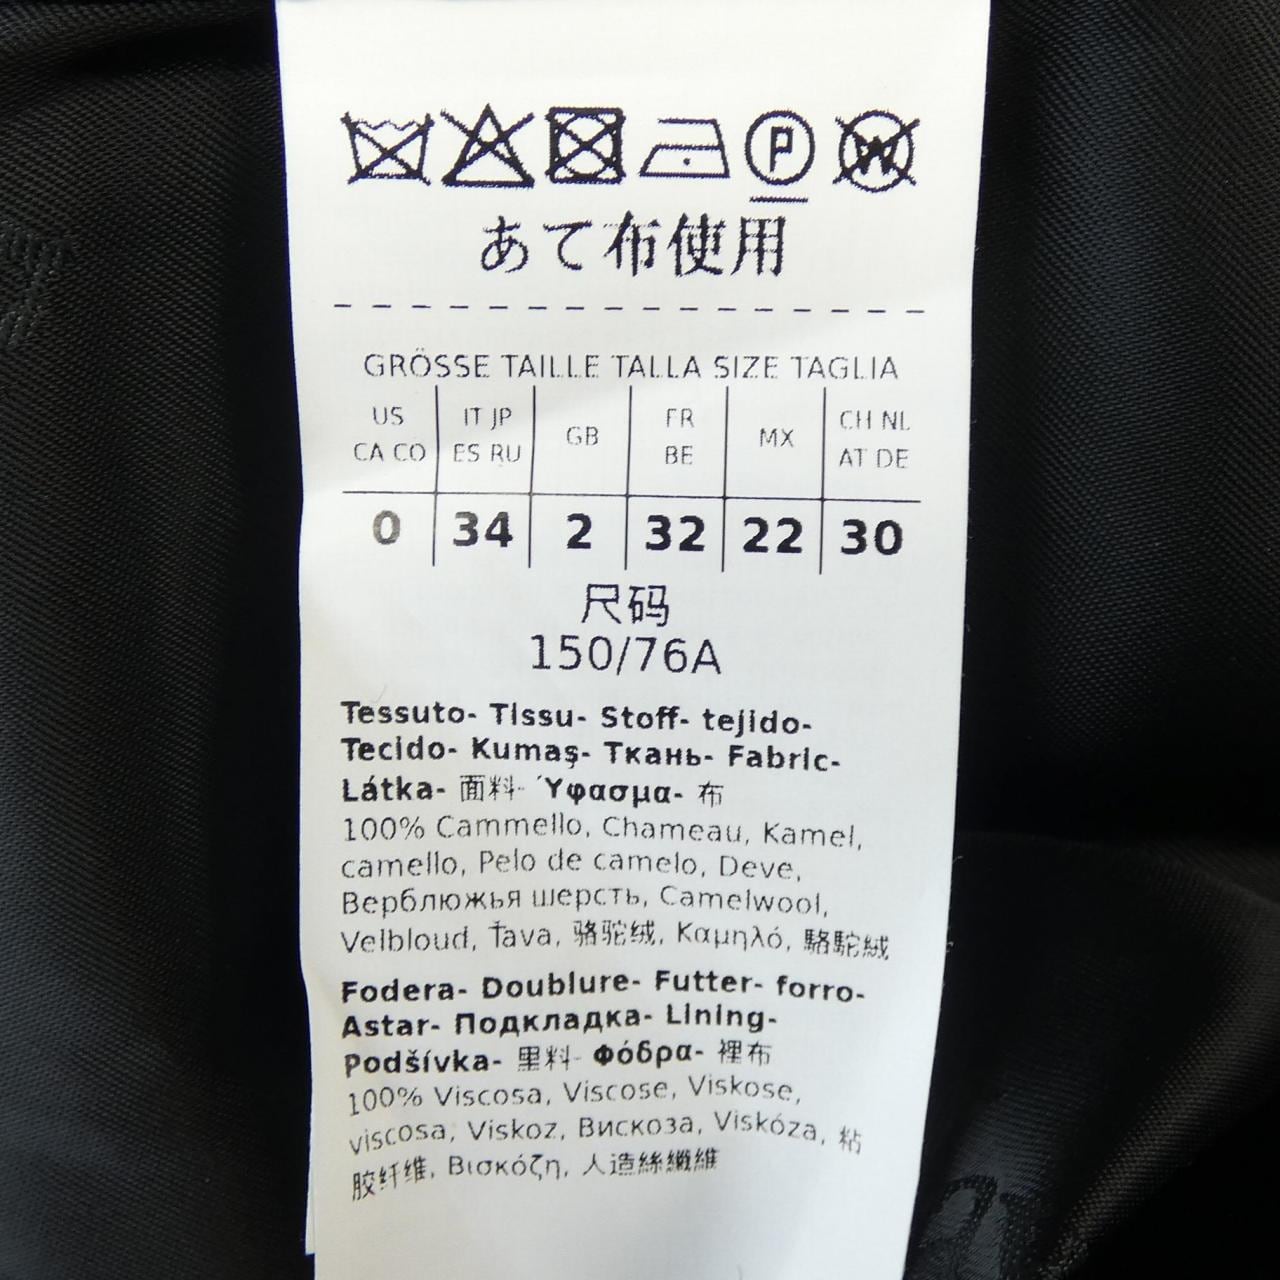 P W
あて布使用
GRÖSSE TAILLE TALLA SIZE TAGLIA
US IT JP GB FR MX CH NL
CA CO ES RU BE AT DE
0 34 2 32 22 30
尺码
150/76A
Tessuto- Tissu- Stoff- tejido-
Tecido- Kumaş- Ткань- Fabric-
Látka- 面料- Ύφασμα- 布
100% Cammello, Chameau, Kamel,
camello, Pelo de camelo, Deve,
Верблюжья шерсть, Camelwool,
Velbloud, Ťava, 骆驼绒, Καμηλό, 駱駝絨
Fodera- Doublure- Futter- forro-
Astar- Подкладка- Lining-
Podšívka- 里料- Φόδρα- 裡布
100% Viscosa, Viscose, Viskose,
viscosa, Viskoz, Вискоза, Viskóza, 粘
胶纤维, Βισκόζη, 人造絲纖維